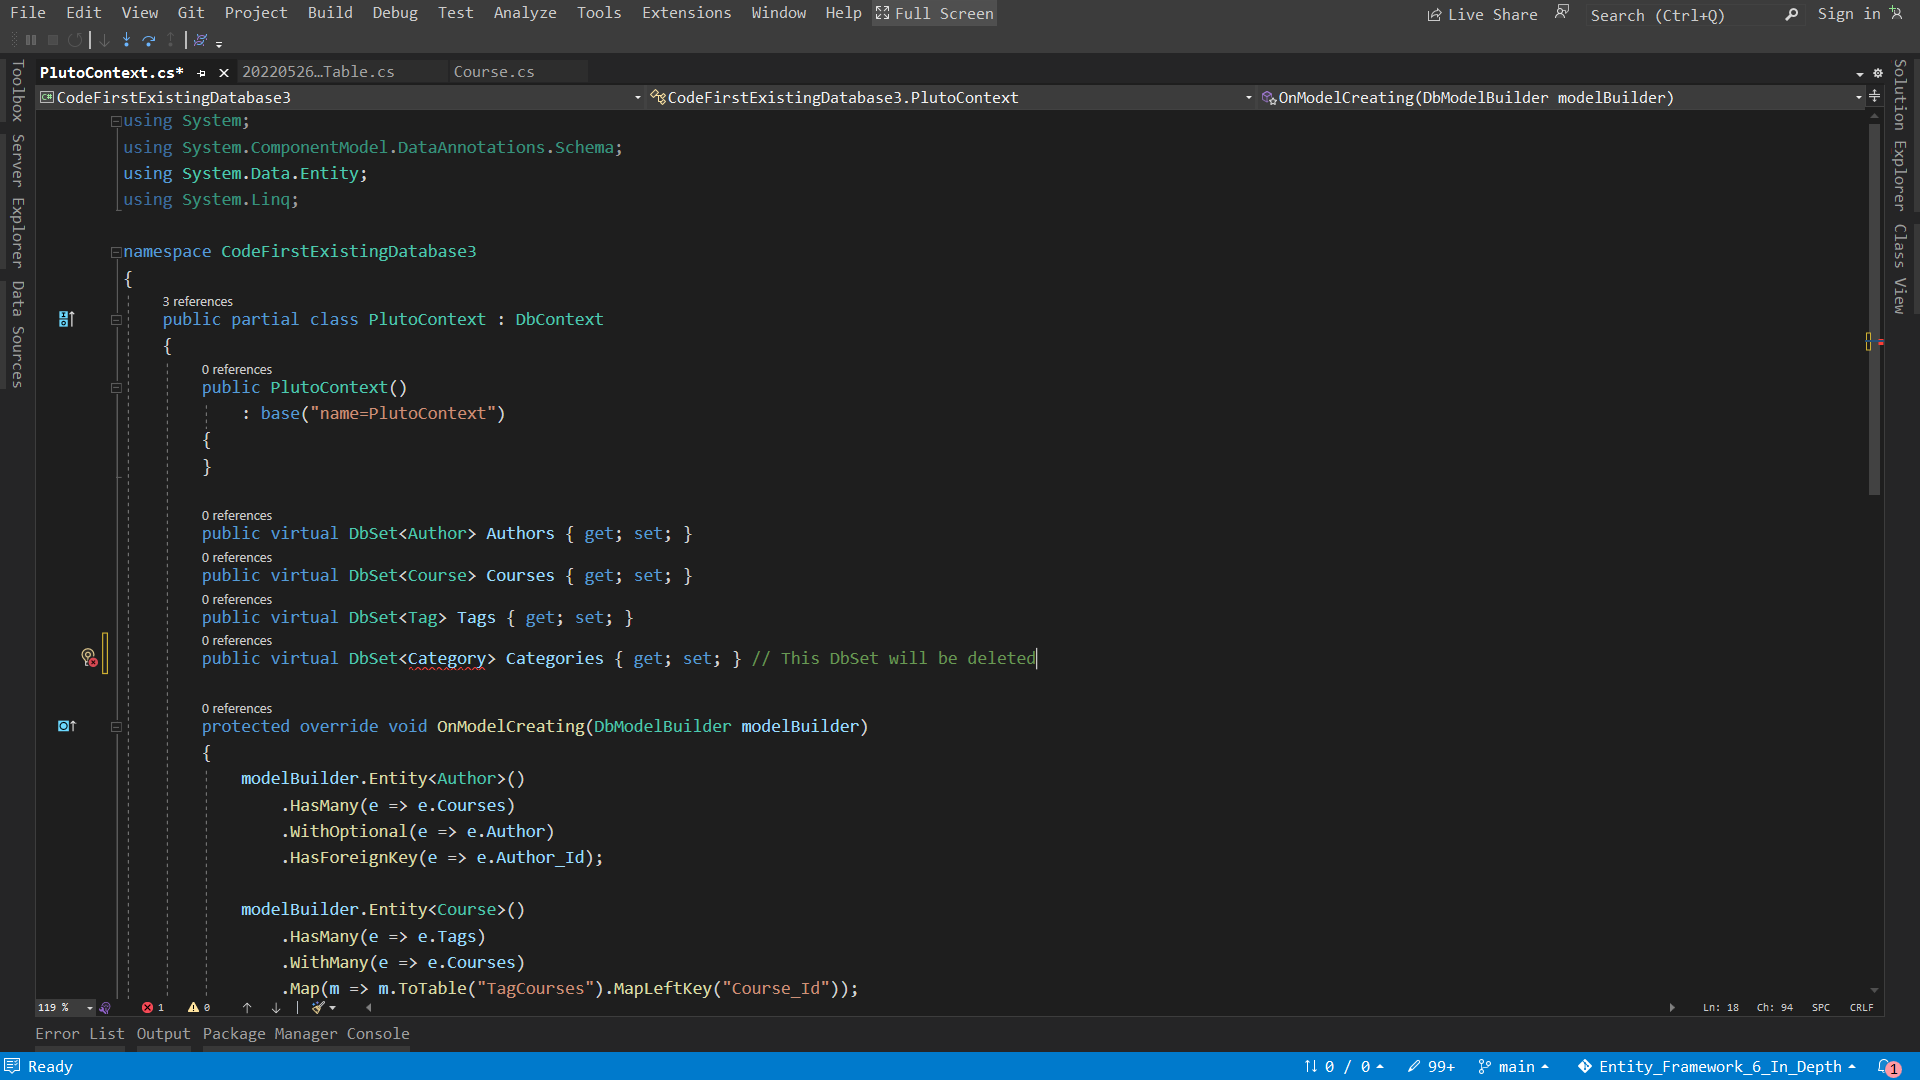 File Edit View Git Project Build Debug Test Analyze Tools Extensions Window Help Full Screen Live Share Search (Ctrl+Q) Sign in
PlutoContext.cs* 20220526…Table.cs Course.cs
CodeFirstExistingDatabase3 CodeFirstExistingDatabase3.PlutoContext OnModelCreating(DbModelBuilder modelBuilder)
Toolbox
Server Explorer
Data Sources
using System;
using System.ComponentModel.DataAnnotations.Schema;
using System.Data.Entity;
using System.Linq;
namespace CodeFirstExistingDatabase3
{
3 references
public partial class PlutoContext : DbContext
{
0 references
public PlutoContext()
: base("name=PlutoContext")
{
}
0 references
public virtual DbSet<Author> Authors { get; set; }
0 references
public virtual DbSet<Course> Courses { get; set; }
0 references
public virtual DbSet<Tag> Tags { get; set; }
0 references
public virtual DbSet<Category> Categories { get; set; } // This DbSet will be deleted
0 references
protected override void OnModelCreating(DbModelBuilder modelBuilder)
{
modelBuilder.Entity<Author>()
.HasMany(e => e.Courses)
.WithOptional(e => e.Author)
.HasForeignKey(e => e.Author_Id);
modelBuilder.Entity<Course>()
.HasMany(e => e.Tags)
.WithMany(e => e.Courses)
.Map(m => m.ToTable("TagCourses").MapLeftKey("Course_Id"));
Solution Explorer
Class View
119 % 1 0 Ln: 18 Ch: 94 SPC CRLF
Error List Output Package Manager Console
Ready 0 / 0 99+ main Entity_Framework_6_In_Depth 1